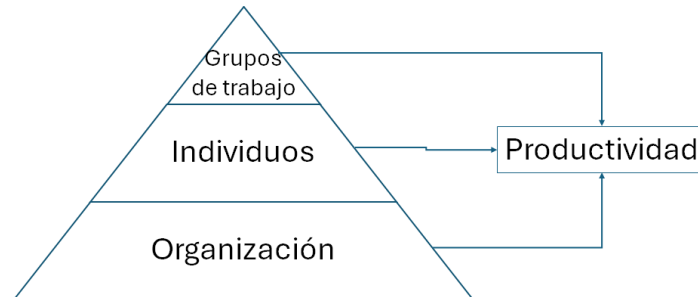 Grupos
de trabajo
Individuos
Productividad
Organización